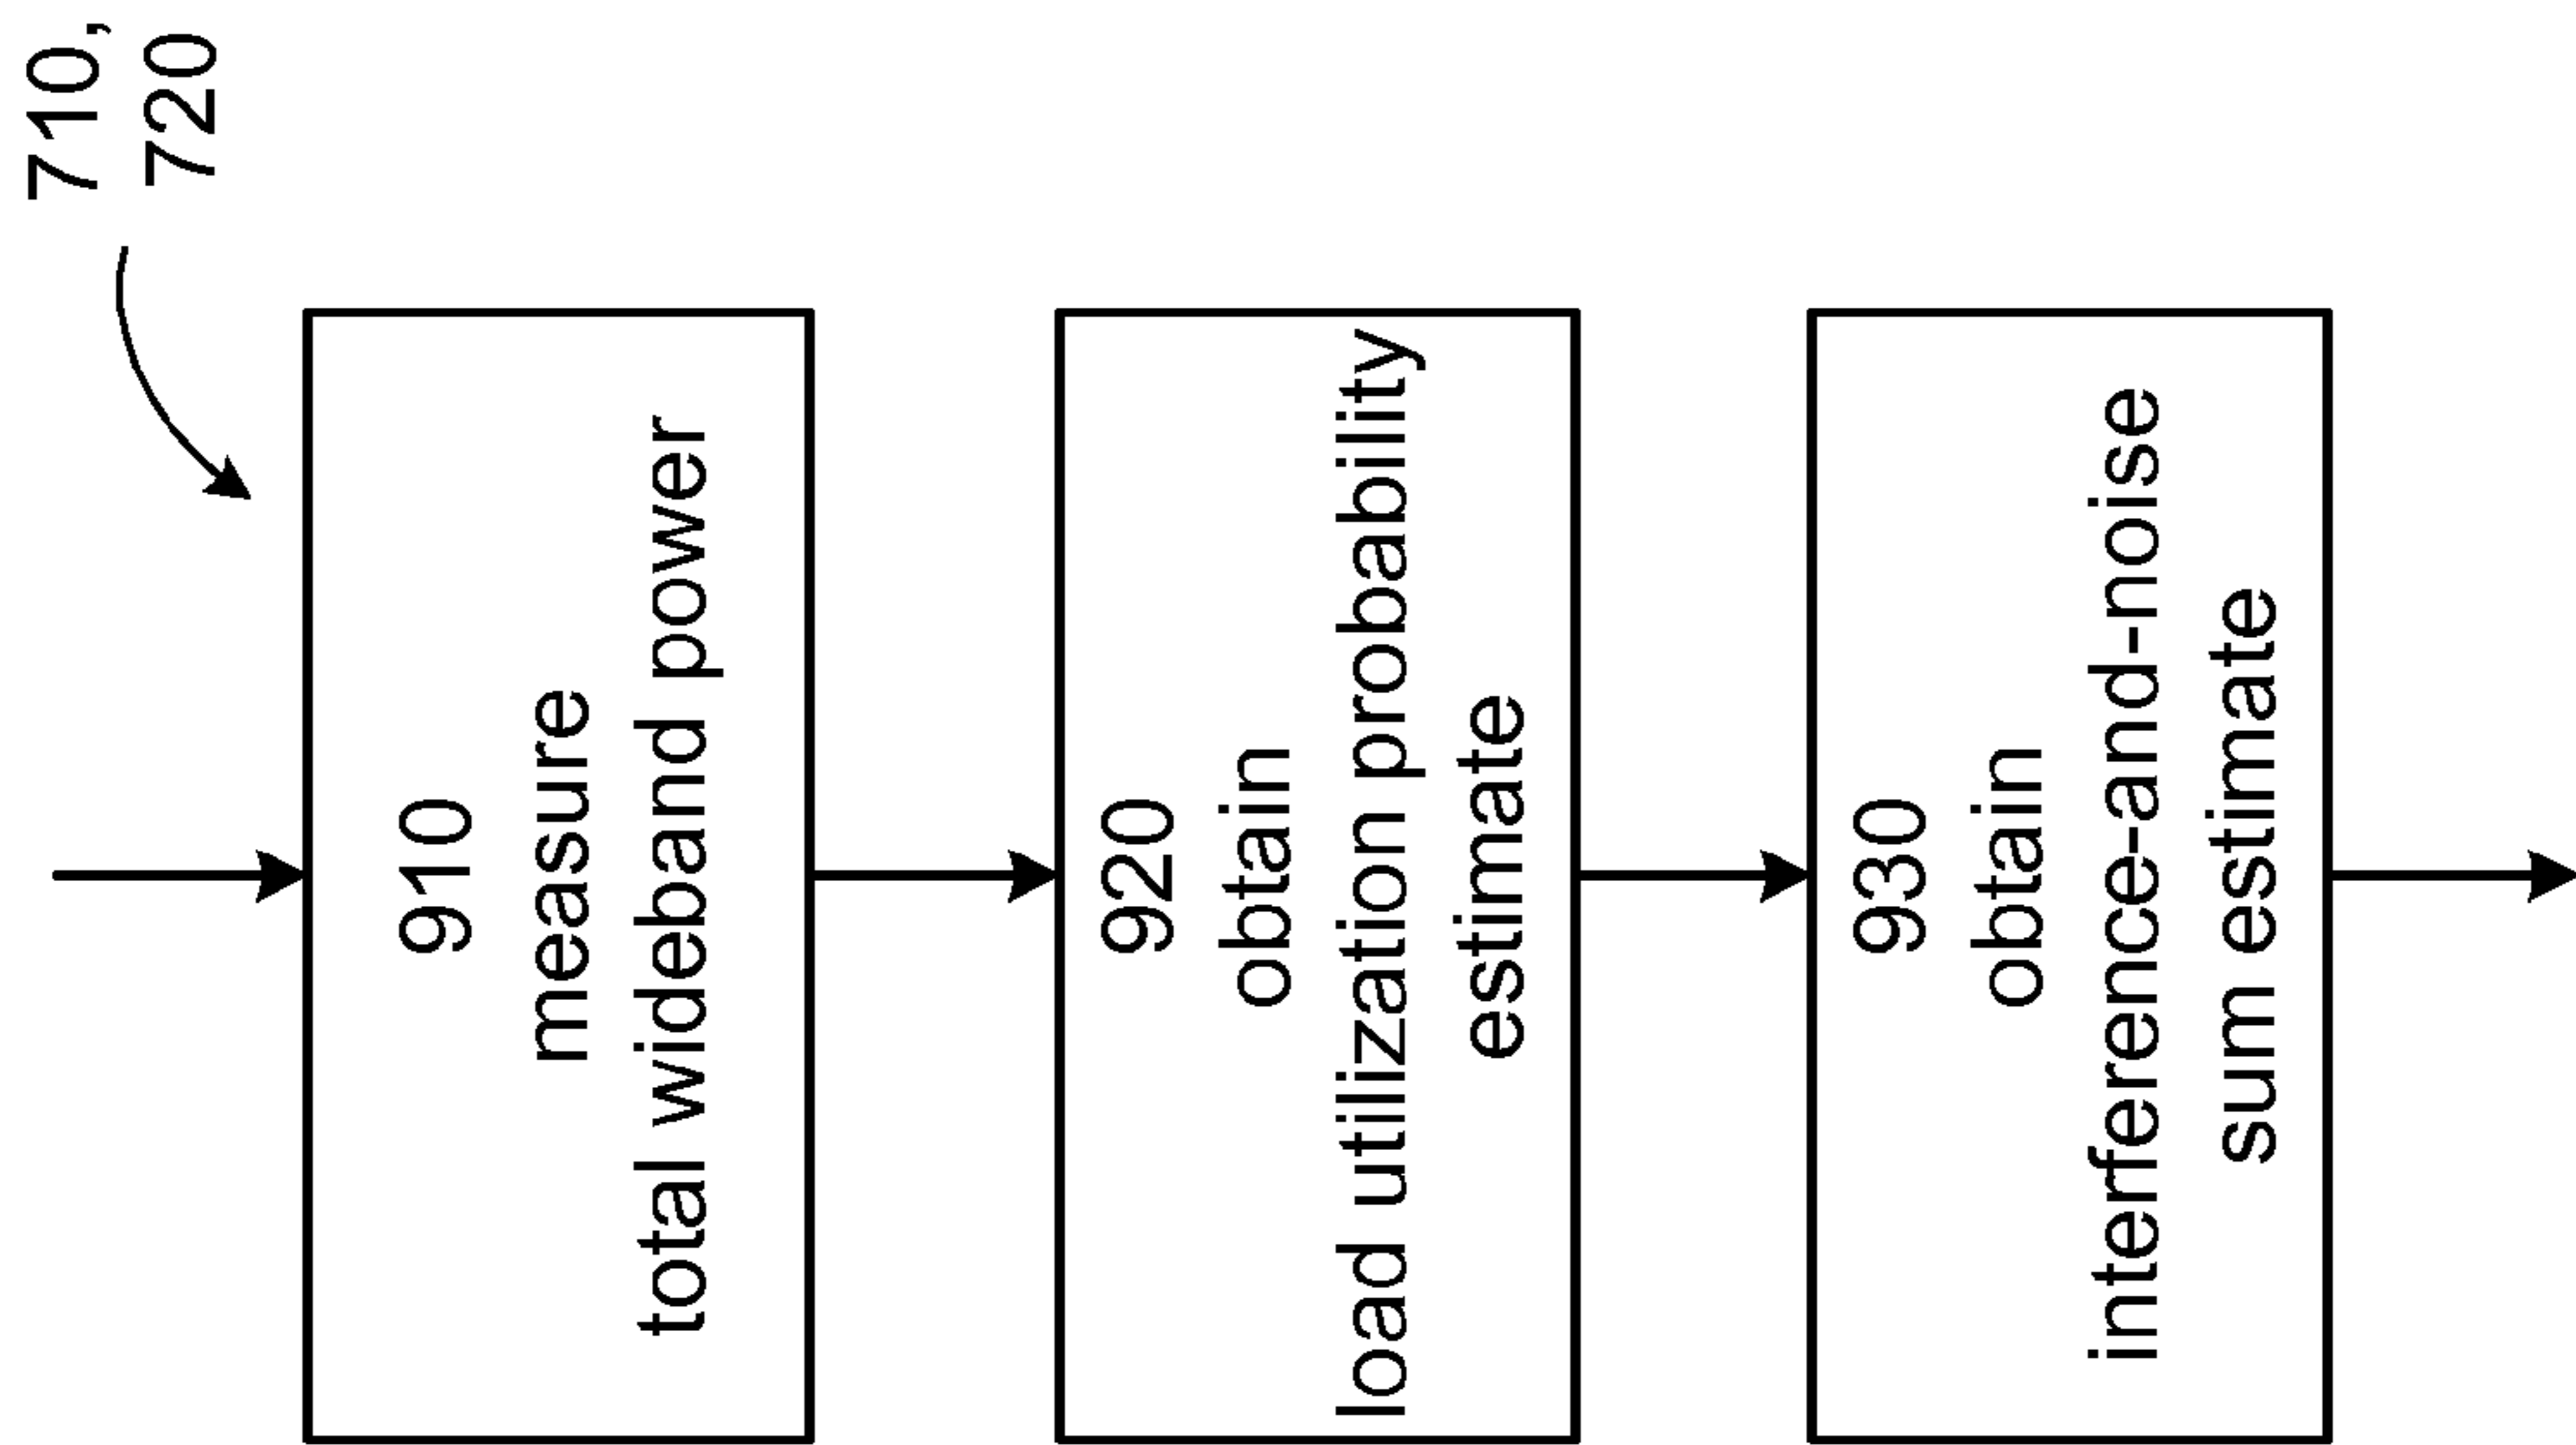 710,
720
910
measure
total wideband power
920
obtain
load utilization probability
estimate
930
obtain
interference-and-noise
sum estimate